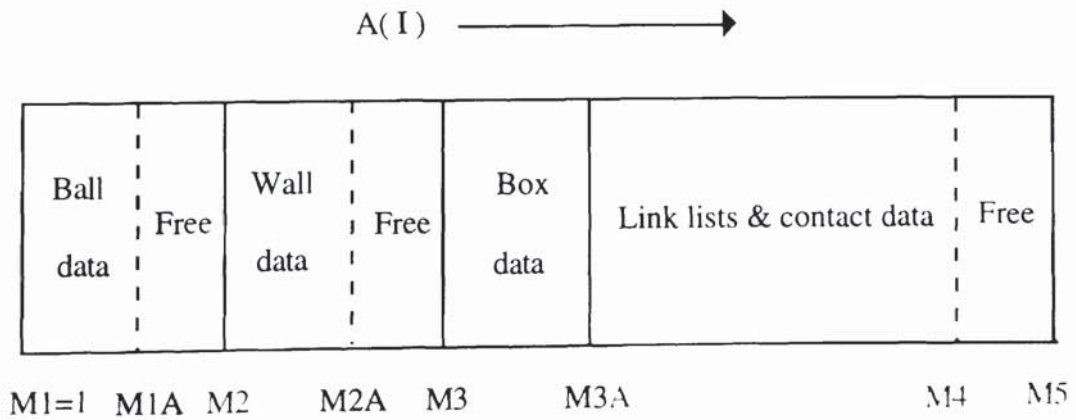 A( I )
Ball
data
Free
Wall
data
Free
Box
data
Link lists & contact data
Free
M1=1 M1A M2 M2A M3 M3A M4 M5